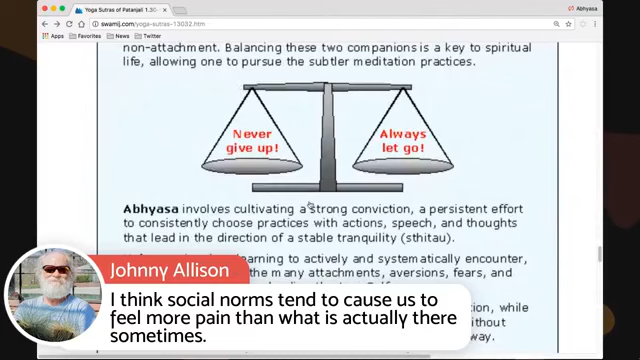 Yoga Sutras of Patanjali 1.30-
Abhyasa
swamij.com/yoga-sutras-13032.htm
Apps
Favorites
News
Other
non-attachment. Balancing these two companions is a key to spiritual
life, allowing one to pursue the subtler meditation practices.
Never
give up!
Always
let go!
Abhyasa involves cultivating a strong conviction, a persistent effort
to consistently choose practices with actions, speech, and thoughts
that lead in the direction of a stable tranquility (sthitau).
learning to actively and systematically encounter,
the many attachments, aversions, fears, and
Johnny Allison
I think social norms tend to cause us to
feel more pain than what is actually there
sometimes.
while
without
way.